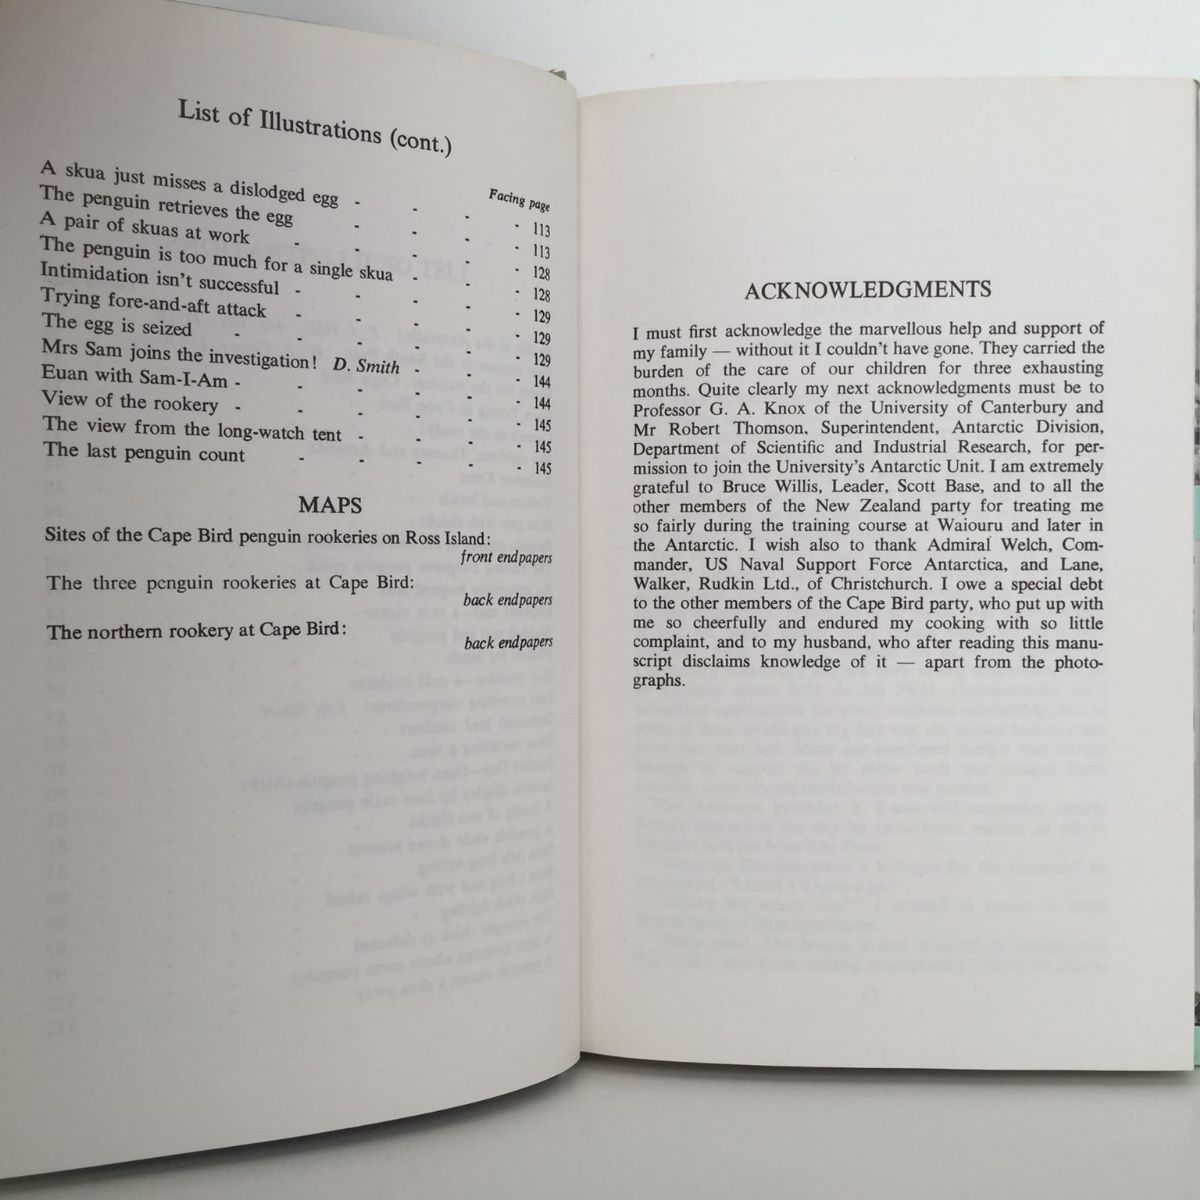 List of Illustrations (cont.)
Facing page
A skua just misses a dislodged egg - - - - 113
The penguin retrieves the egg - - - - 113
A pair of skuas at work - - - - - 128
The penguin is too much for a single skua - - - 128
Intimidation isn't successful - - - - - 129
Trying fore-and-aft attack - - - - - 129
The egg is seized - - - - - - 129
Mrs Sam joins the investigation! D. Smith - - - 144
Euan with Sam-I-Am - - - - - - 144
View of the rookery - - - - - - 145
The view from the long-watch tent - - - - 145
The last penguin count - - - - - 145
MAPS
Sites of the Cape Bird penguin rookeries on Ross Island:
front endpapers
The three penguin rookeries at Cape Bird:
back endpapers
The northern rookery at Cape Bird:
back endpapers
ACKNOWLEDGMENTS
I must first acknowledge the marvellous help and support of
my family — without it I couldn't have gone. They carried the
burden of the care of our children for three exhausting
months. Quite clearly my next acknowledgments must be to
Professor G. A. Knox of the University of Canterbury and
Mr Robert Thomson, Superintendent, Antarctic Division,
Department of Scientific and Industrial Research, for per-
mission to join the University's Antarctic Unit. I am extremely
grateful to Bruce Willis, Leader, Scott Base, and to all the
other members of the New Zealand party for treating me
so fairly during the training course at Waiouru and later in
the Antarctic. I wish also to thank Admiral Welch, Com-
mander, US Naval Support Force Antarctica, and Lane,
Walker, Rudkin Ltd., of Christchurch. I owe a special debt
to the other members of the Cape Bird party, who put up with
me so cheerfully and endured my cooking with so little
complaint, and to my husband, who after reading this manu-
script disclaims knowledge of it — apart from the photo-
graphs.